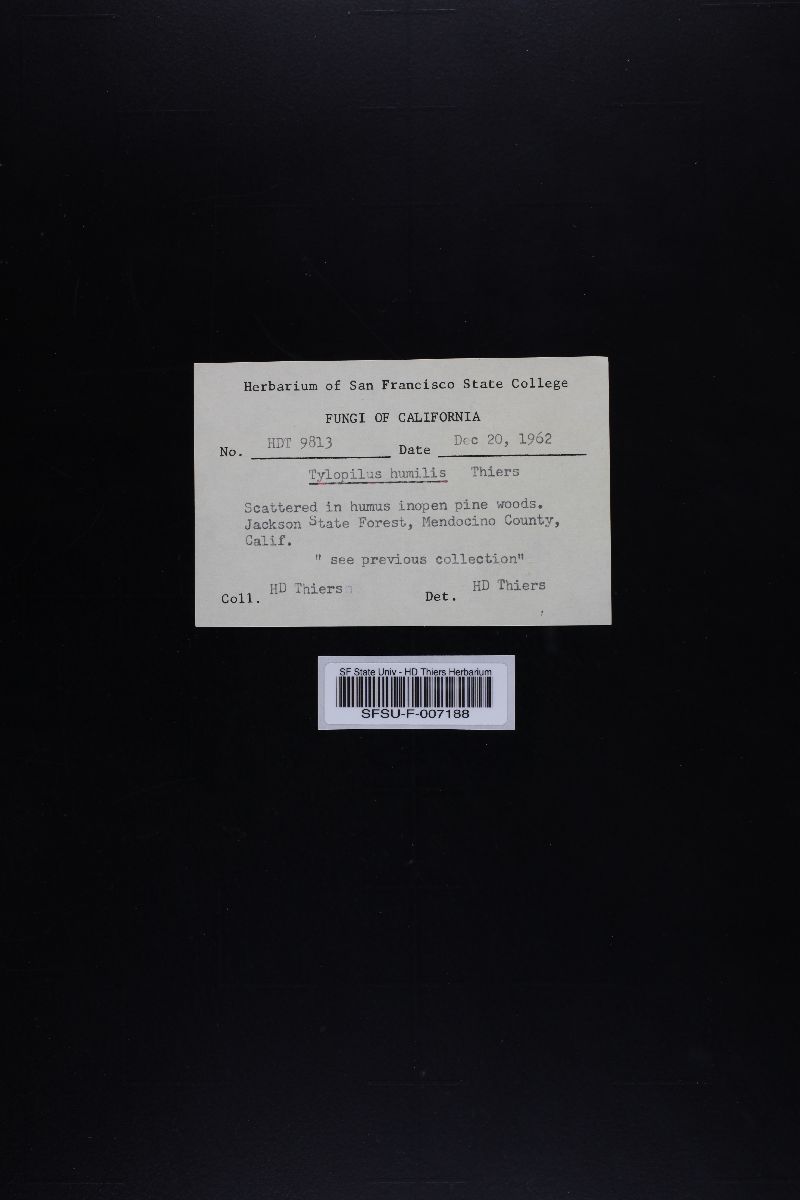 Herbarium of San Francisco State College
FUNGI OF CALIFORNIA
No. HDT 9813 Date Dec 20, 1962
Tylopilus humilis Thiers
Scattered in humus inopen pine woods.
Jackson State Forest, Mendocino County,
Calif.
" see previous collection"
Coll. HD Thiers Det. HD Thiers
SF State Univ - HD Thiers Herbarium
SFSU-F-007188